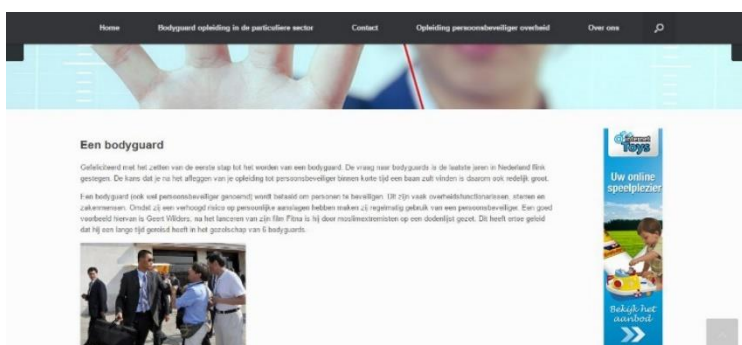 Home
Bodyguard opleiding in de particuliere sector
Contact
Opleiding persoonsbeveiliger overheid
Over ons
Een bodyguard
Gefeliciteerd met het zetten van de eerste stap tot het worden van een bodygaard. De vraag naar bodyguards is de laatste jaren in Nederland flink
gestegen. De kans dat je na het afleggen van je opleiding tot persoonsbeveiliger binnen korte tijd een baan zult vinden is daarom ook redelijk groot.
Een bodyguard (ook wel persoonsbeveiliger genoemd) wordt betaald om personen te beveiligen. Dit zijn vaak overheidsfunctionarissen, sterren en
zakenmensen. Omdat zij een verhoogd risico op persoonlijke aanslagen hebben maken zij regelmatig gebruik van een persoonsbeveiliger. Een goed
voorbeeld hiervan is Geert Wilders, na het lanceren van zijn film Fitna is hij door moslimextremisten op een dodenlijst gezet. Dit heeft ertoe geleid
dat hij een lange tijd gereisd heeft in het gezelschap van 6 bodyguards.
internet
Toys
Uw online
speelplezier
Bekijk het
aanbod